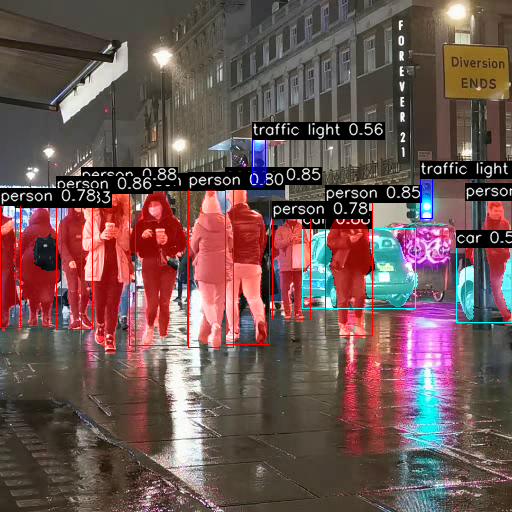 Diversion
ENDS
FOREVER 21
traffic light 0.56
traffic light
person 0.88
person 0.86
person 0.80
0.85
person 0.85
person 0.78
person 0.78
person
car 0.5